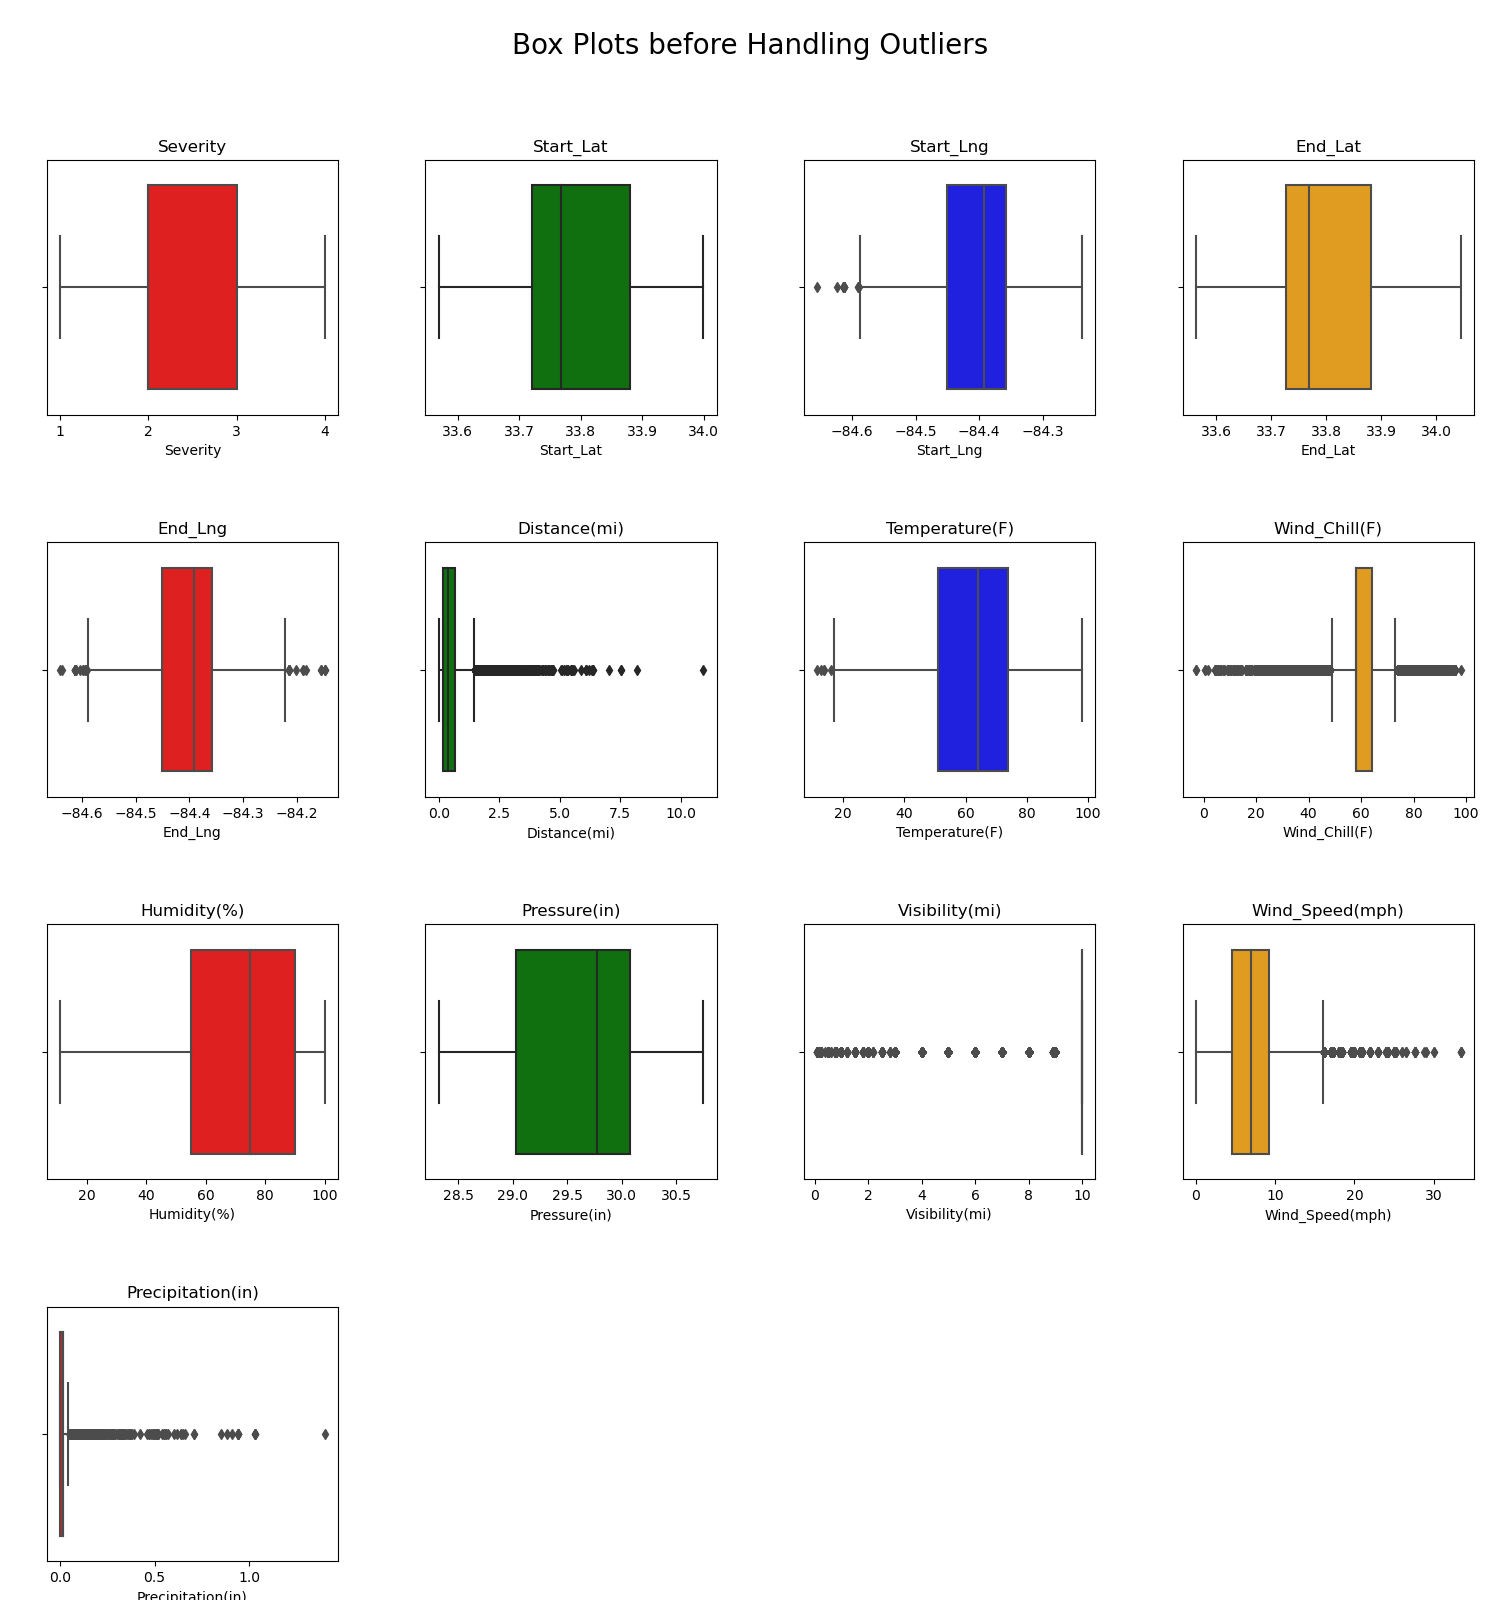 Box Plots before Handling Outliers
Severity
Start_Lat
Start_Lng
End_Lat
1 2 3 4
33.6 33.7 33.8 33.9 34.0
−84.6 −84.5 −84.4 −84.3
33.6 33.7 33.8 33.9 34.0
Severity
Start_Lat
Start_Lng
End_Lat
End_Lng
Distance(mi)
Temperature(F)
Wind_Chill(F)
−84.6 −84.5 −84.4 −84.3 −84.2
0.0 2.5 5.0 7.5 10.0
20 40 60 80 100
0 20 40 60 80 100
End_Lng
Distance(mi)
Temperature(F)
Wind_Chill(F)
Humidity(%)
Pressure(in)
Visibility(mi)
Wind_Speed(mph)
20 40 60 80 100
28.5 29.0 29.5 30.0 30.5
0 2 4 6 8 10
0 10 20 30
Humidity(%)
Pressure(in)
Visibility(mi)
Wind_Speed(mph)
Precipitation(in)
0.0 0.5 1.0
Precipitation(in)